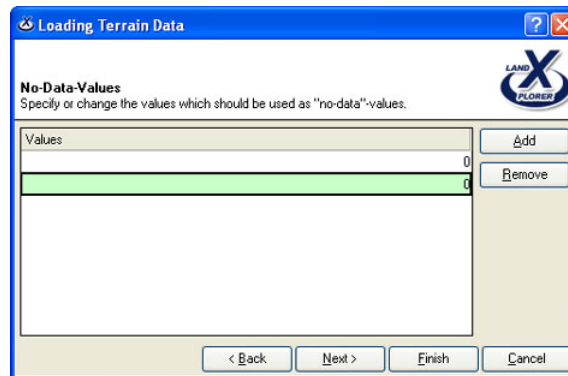 Loading Terrain Data
LAND
X
PLORER
No-Data-Values
Specify or change the values which should be used as "no-data"-values.
Values
Add
0
Remove
0
< Back
Next >
Finish
Cancel